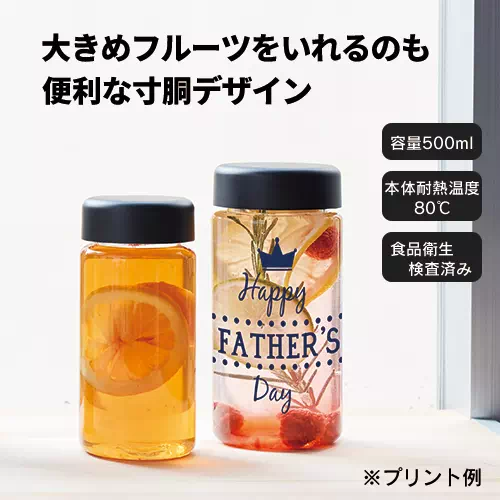 大きめフルーツをいれるのも
便利な寸胴デザイン
容量500ml
本体耐熱温度
80℃
食品衛生
検査済み
Happy
FATHER'S
Day
※プリント例